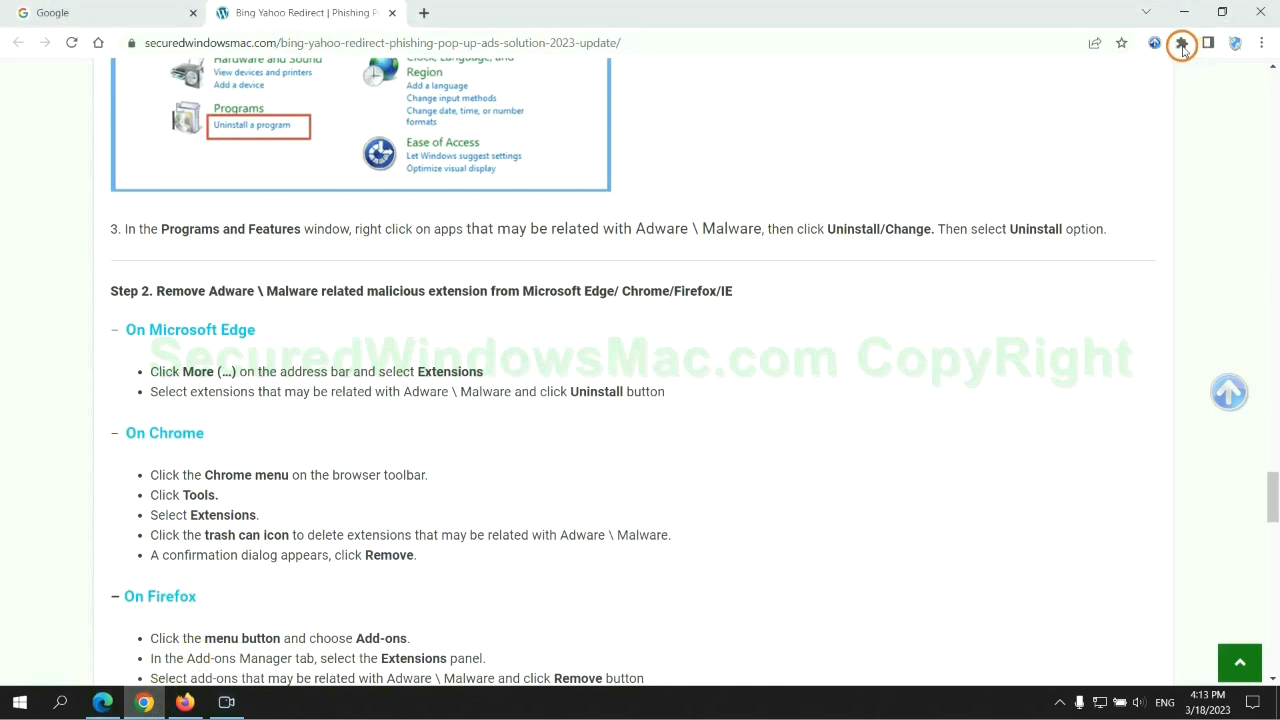 Google
Bing Yahoo Redirect | Phishing P
securedwindowsmac.com/bing-yahoo-redirect-phishing-pop-up-ads-solution-2023-update/
Hardware and Sound
View devices and printers
Add a device
Programs
Uninstall a program
Clock, Language, and
Region
Add a language
Change input methods
Change date, time, or number
formats
Ease of Access
Let Windows suggest settings
Optimize visual display
3. In the Programs and Features window, right click on apps that may be related with Adware \ Malware, then click Uninstall/Change. Then select Uninstall option.
Step 2. Remove Adware \ Malware related malicious extension from Microsoft Edge/ Chrome/Firefox/IE
– On Microsoft Edge
SecuredWindowsMac.com CopyRight
• Click More (…) on the address bar and select Extensions
• Select extensions that may be related with Adware \ Malware and click Uninstall button
– On Chrome
• Click the Chrome menu on the browser toolbar.
• Click Tools.
• Select Extensions.
• Click the trash can icon to delete extensions that may be related with Adware \ Malware.
• A confirmation dialog appears, click Remove.
– On Firefox
• Click the menu button and choose Add-ons.
• In the Add-ons Manager tab, select the Extensions panel.
• Select add-ons that may be related with Adware \ Malware and click Remove button
ENG
4:13 PM
3/18/2023